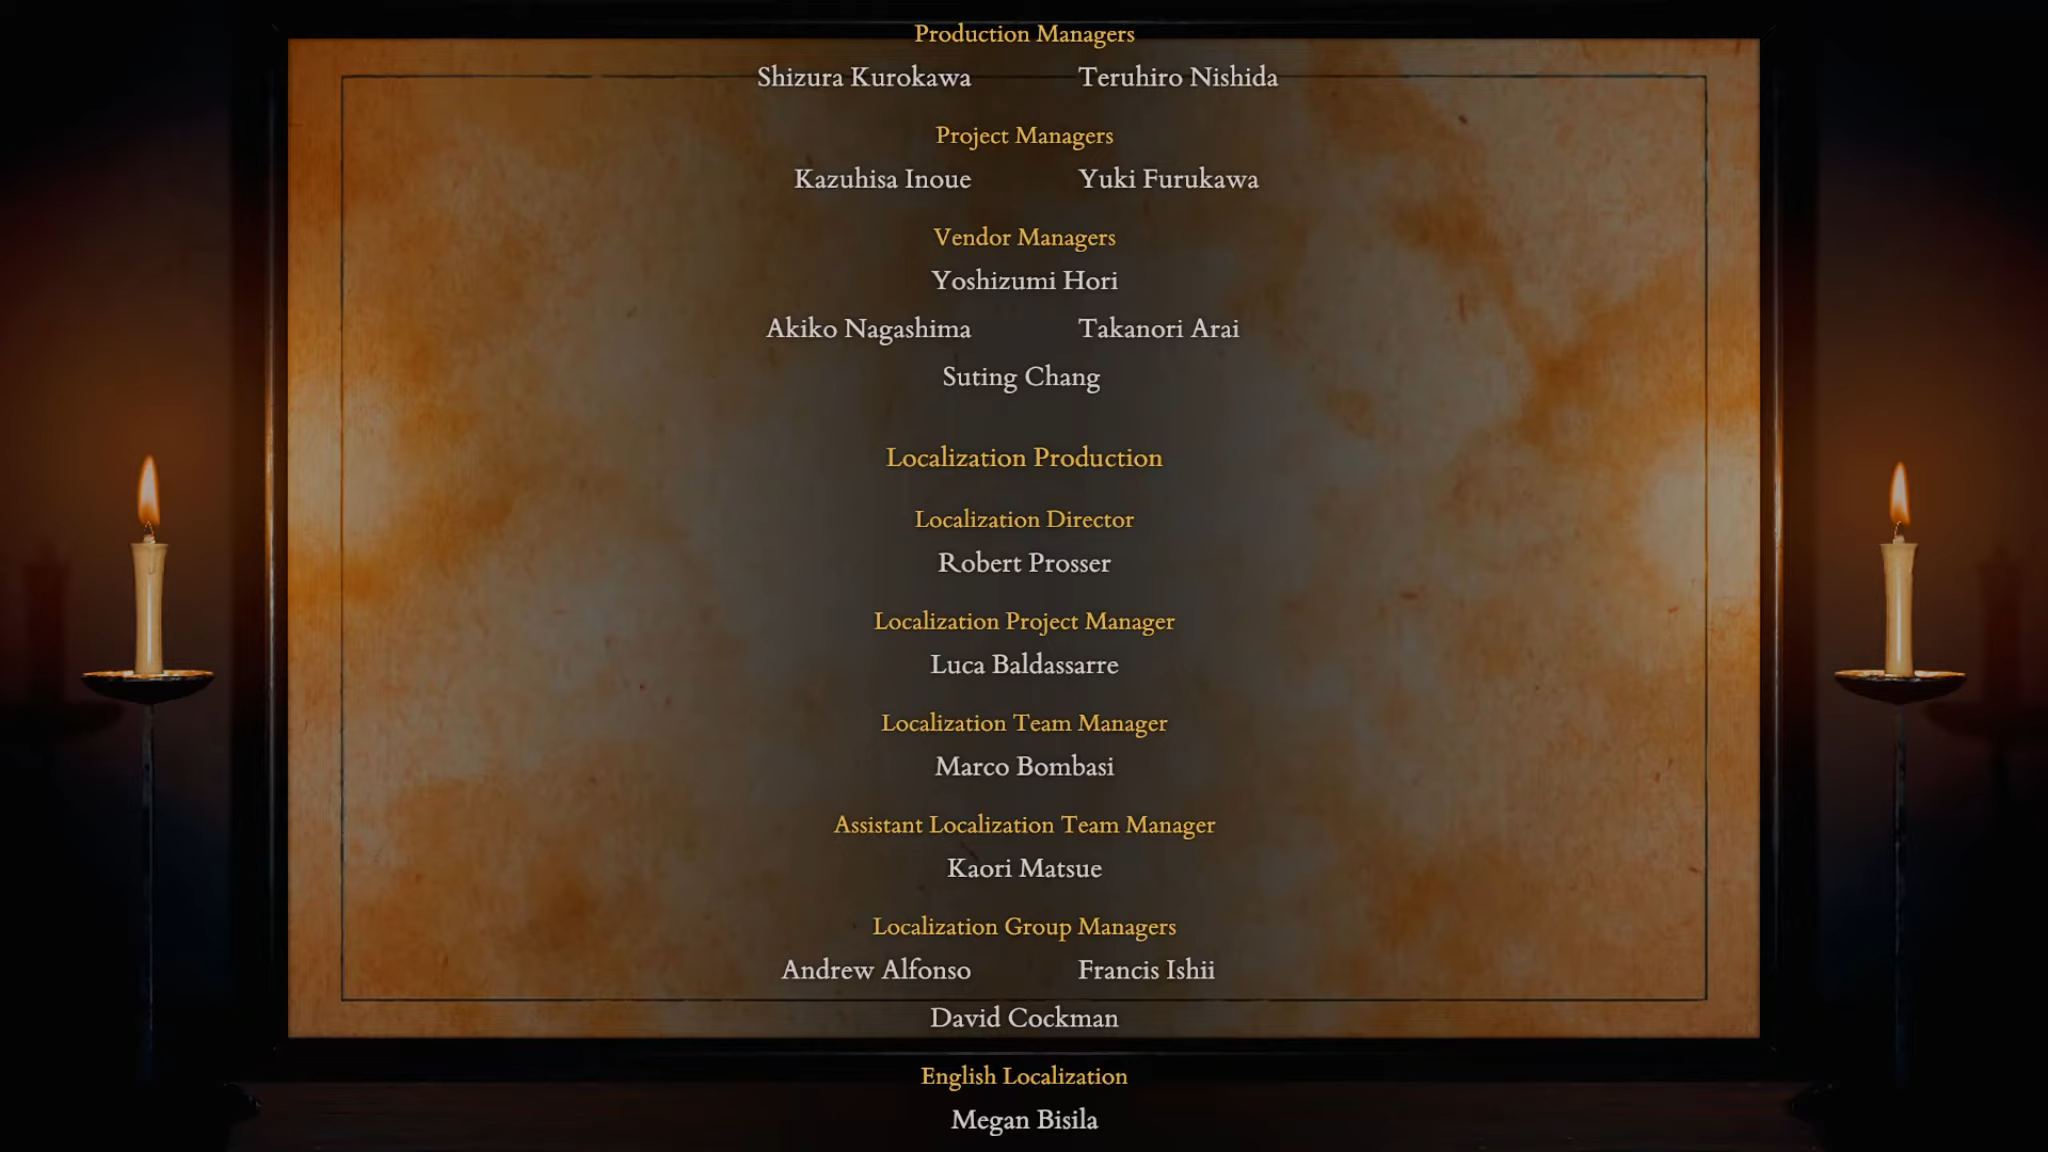 Production Managers
Shizura Kurokawa Teruhiro Nishida
Project Managers
Kazuhisa Inoue Yuki Furukawa
Vendor Managers
Yoshizumi Hori
Akiko Nagashima Takanori Arai
Suting Chang
Localization Production
Localization Director
Robert Prosser
Localization Project Manager
Luca Baldassarre
Localization Team Manager
Marco Bombasi
Assistant Localization Team Manager
Kaori Matsue
Localization Group Managers
Andrew Alfonso Francis Ishii
David Cockman
English Localization
Megan Bisila